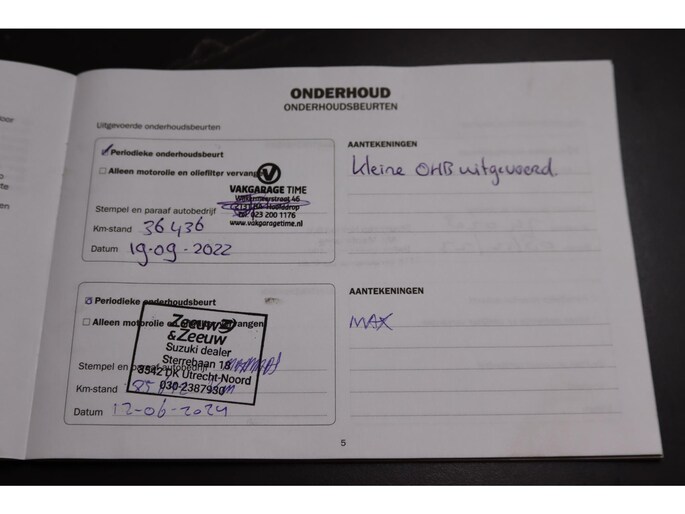 ONDERHOUD
ONDERHOUDSBEURTEN
Uitgevoerde onderhoudsbeurten
Periodieke onderhoudsbeurt
Alleen motorolie en oliefilter vervangen
VAKGARAGE TIME
46
Stempel en paraaf autobedrijf
Tel. 023 200 1176
www.vakgaragetime.nl
Km-stand 36436
Datum 19-09-2022
AANTEKENINGEN
Kleine OHB uitgevoerd.
Periodieke onderhoudsbeurt
Alleen motorolie en oliefilter vervangen
Zeeuw
& Zeeuw
Suzuki dealer
Sterrebaan 18
3542 DK Utrecht-Noord
030-2387930
Stempel en paraaf autobedrijf
Km-stand
Datum 12-06-2024
AANTEKENINGEN
MAX
5